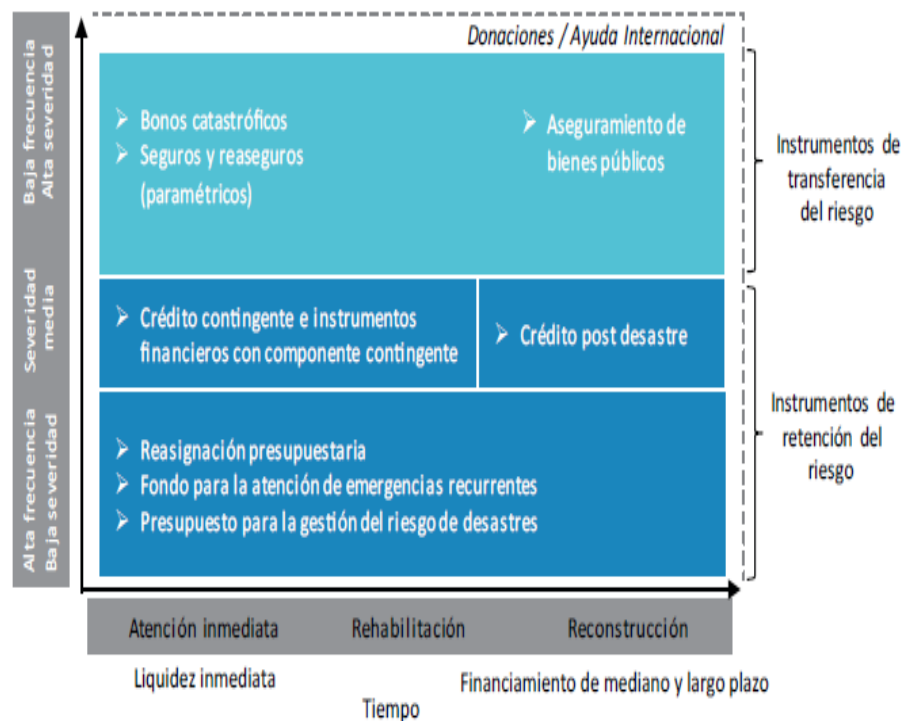 Donaciones / Ayuda Internacional
Baja frecuencia
Alta severidad
➢ Bonos catastróficos
➢ Seguros y reaseguros
(paramétricos)
➢ Aseguramiento de
bienes públicos
Instrumentos de
transferencia
del riesgo
Severidad
media
➢ Crédito contingente e instrumentos
financieros con componente contingente
➢ Crédito post desastre
Instrumentos de
retención del
riesgo
Alta frecuencia
Baja severidad
➢ Reasignación presupuestaria
➢ Fondo para la atención de emergencias recurrentes
➢ Presupuesto para la gestión del riesgo de desastres
Atención inmediata
Rehabilitación
Reconstrucción
Liquidez inmediata
Financiamiento de mediano y largo plazo
Tiempo